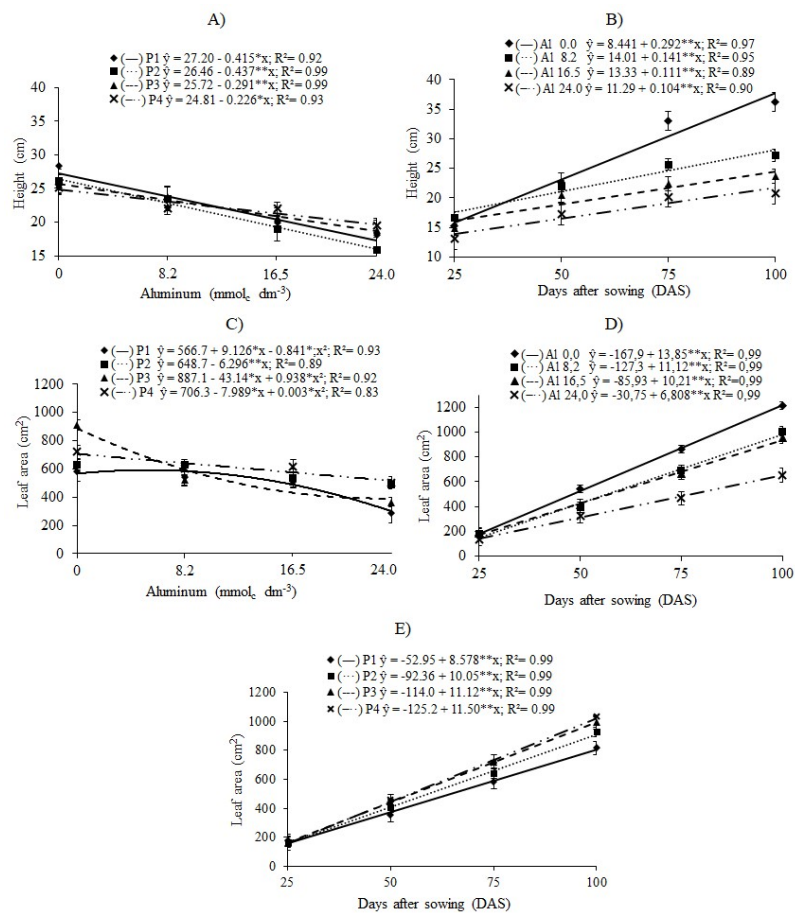 A)
(—) P1 ŷ = 27.20 - 0.415*x; R²= 0.92
(···) P2 ŷ = 26.46 - 0.437**x; R²= 0.99
(---) P3 ŷ = 25.72 - 0.291**x; R²= 0.99
(—··) P4 ŷ = 24.81 - 0.226*x; R²= 0.93
Height (cm)
40
35
30
25
20
15
0
8.2
16.5
24.0
Aluminum (mmolc dm⁻³)
B)
(—) Al 0.0 ŷ = 8.441 + 0.292**x; R²= 0.97
(···) Al 8.2 ŷ = 14.01 + 0.141**x; R²= 0.95
(---) Al 16.5 ŷ = 13.33 + 0.111**x; R²= 0.89
(—··) Al 24.0 ŷ = 11.29 + 0.104**x; R²= 0.90
Height (cm)
40
35
30
25
20
15
10
25
50
75
100
Days after sowing (DAS)
C)
(—) P1 ŷ = 566.7 + 9.126*x - 0.841*;x²; R²= 0.93
(···) P2 ŷ = 648.7 - 6.296**x; R²= 0.89
(---) P3 ŷ = 887.1 - 43.14*x + 0.938*x²; R²= 0.92
(—··) P4 ŷ = 706.3 - 7.989*x + 0.003*x²; R²= 0.83
Leaf area (cm²)
1200
1000
800
600
400
200
0
0
8.2
16.5
24.0
Aluminum (mmolc dm⁻³)
D)
(—) Al 0,0 ŷ = -167,9 + 13,85**x; R²= 0,99
(···) Al 8,2 ŷ = -127,3 + 11,12**x; R²= 0,99
(---) Al 16,5 ŷ = -85,93 + 10,21**x; R²= 0,99
(—··) Al 24,0 ŷ = -30,75 + 6,808**x; R²= 0,99
Leaf area (cm²)
1200
1000
800
600
400
200
0
25
50
75
100
Days after sowing (DAS)
E)
(—) P1 ŷ = -52.95 + 8.578**x; R²= 0.99
(···) P2 ŷ = -92.36 + 10.05**x; R²= 0.99
(---) P3 ŷ = -114.0 + 11.12**x; R²= 0.99
(—··) P4 ŷ = -125.2 + 11.50**x; R²= 0.99
Leaf area (cm²)
1200
1000
800
600
400
200
0
25
50
75
100
Days after sowing (DAS)